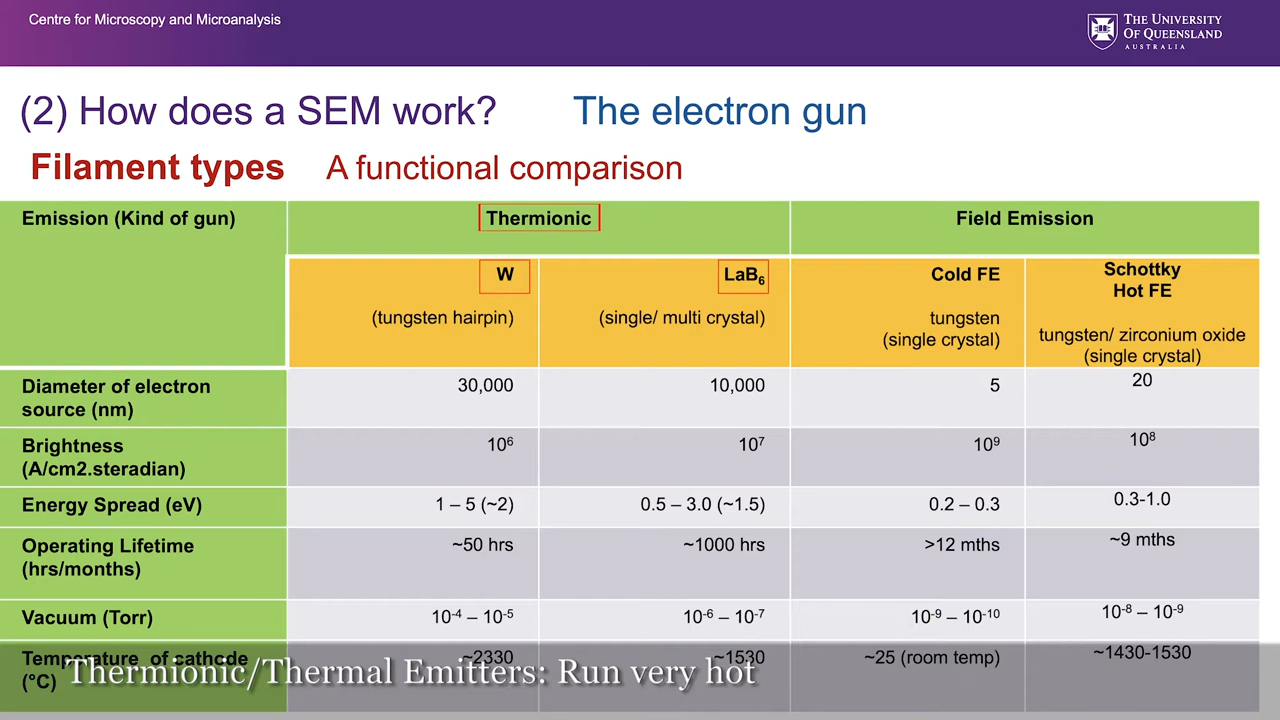 Centre for Microscopy and Microanalysis
THE UNIVERSITY
OF QUEENSLAND
AUSTRALIA
(2) How does a SEM work? The electron gun
Filament types A functional comparison
Emission (Kind of gun) Thermionic Field Emission
W LaB₆ Cold FE Schottky
Hot FE
(tungsten hairpin) (single/ multi crystal) tungsten
(single crystal) tungsten/ zirconium oxide
(single crystal)
Diameter of electron
source (nm) 30,000 10,000 5 20
Brightness
(A/cm2.steradian) 10⁶ 10⁷ 10⁹ 10⁸
Energy Spread (eV) 1 – 5 (~2) 0.5 – 3.0 (~1.5) 0.2 – 0.3 0.3-1.0
Operating Lifetime
(hrs/months) ~50 hrs ~1000 hrs >12 mths ~9 mths
Vacuum (Torr) 10⁻⁴ – 10⁻⁵ 10⁻⁶ – 10⁻⁷ 10⁻⁹ – 10⁻¹⁰ 10⁻⁸ – 10⁻⁹
Temperature of cathode
(°C) ~2330 ~1530 ~25 (room temp) ~1430-1530
Thermionic/Thermal Emitters: Run very hot